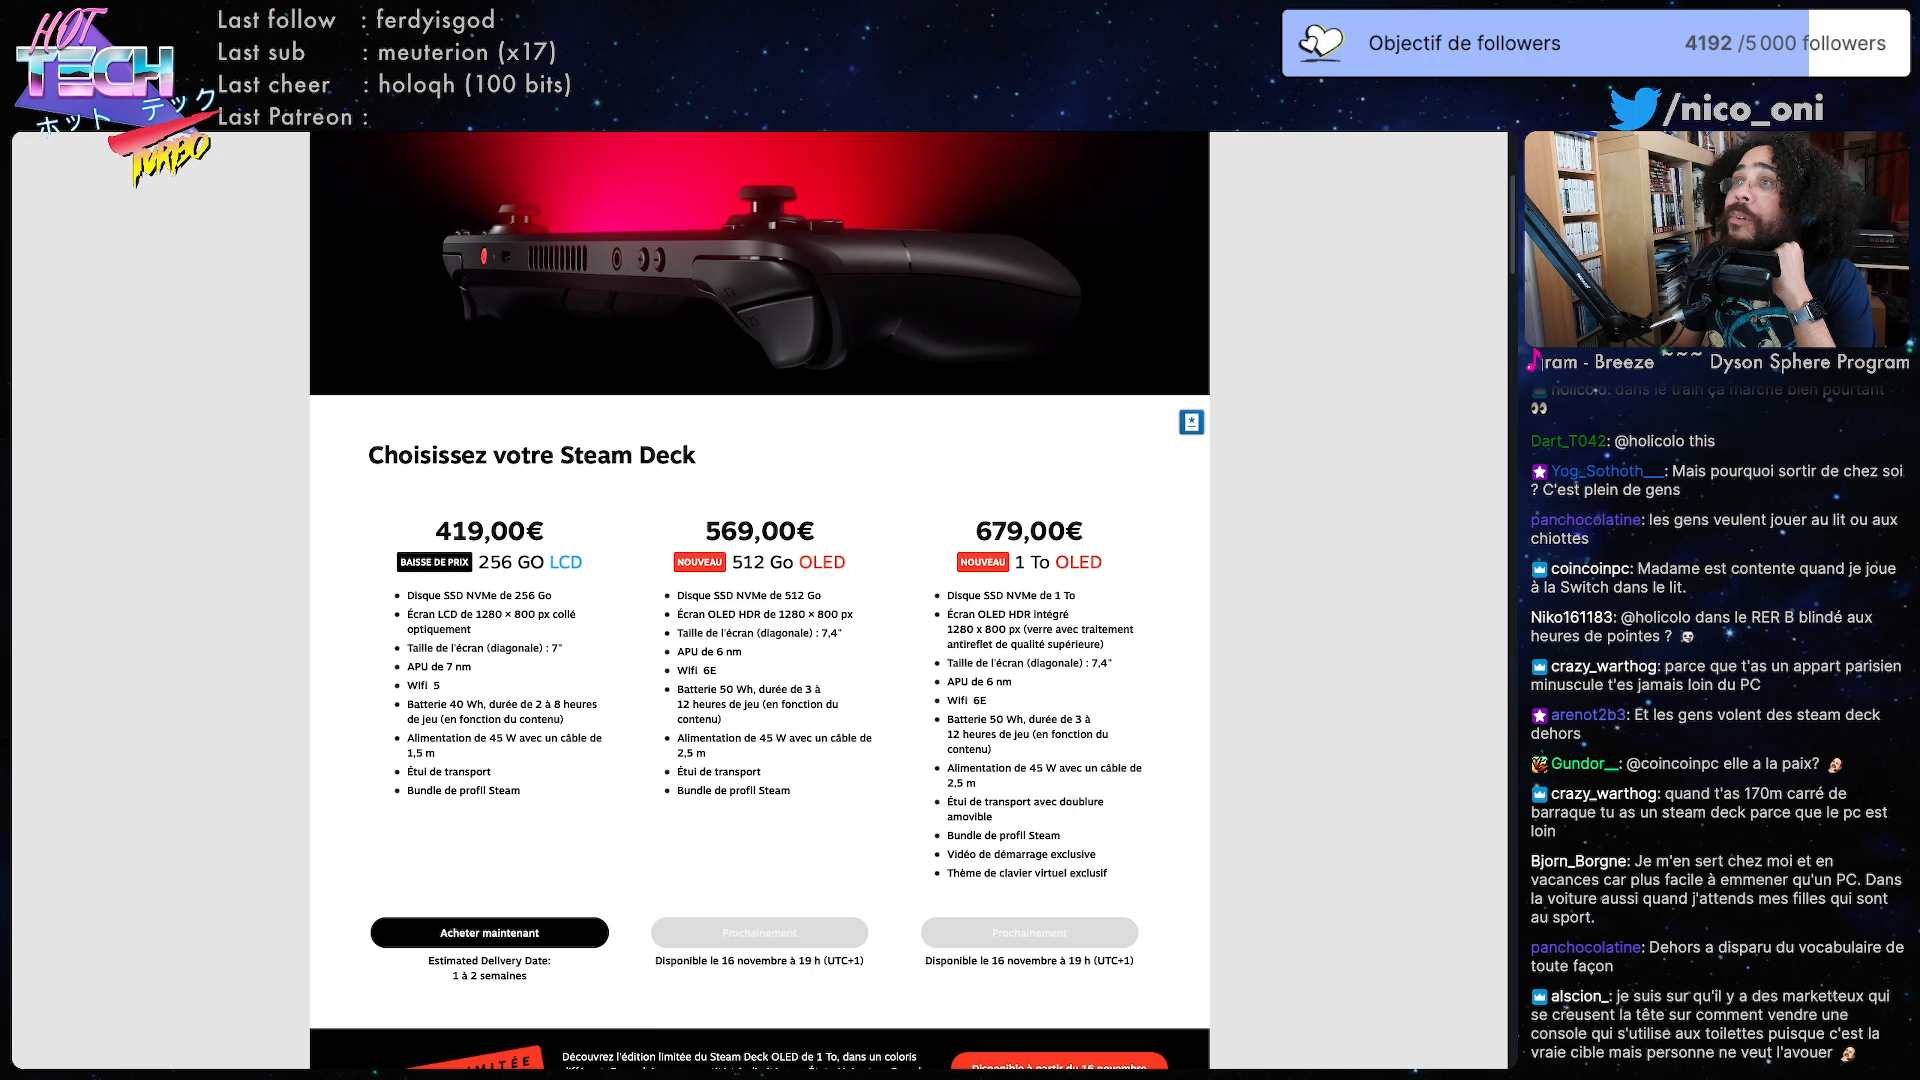 HOT
TECH
ホット テック
TURBO
Last follow : ferdyisgod
Last sub : meuterion (x17)
Last cheer : holoqh (100 bits)
Last Patreon :
Objectif de followers
4192 /5 000 followers
/nico_oni
Choisissez votre Steam Deck
419,00€
BAISSE DE PRIX 256 GO LCD
Disque SSD NVMe de 256 Go
Écran LCD de 1280 × 800 px collé
optiquement
Taille de l'écran (diagonale) : 7"
APU de 7 nm
Wifi 5
Batterie 40 Wh, durée de 2 à 8 heures
de jeu (en fonction du contenu)
Alimentation de 45 W avec un câble de
1,5 m
Étui de transport
Bundle de profil Steam
Acheter maintenant
Estimated Delivery Date:
1 à 2 semaines
569,00€
NOUVEAU 512 Go OLED
Disque SSD NVMe de 512 Go
Écran OLED HDR de 1280 × 800 px
Taille de l'écran (diagonale) : 7,4"
APU de 6 nm
Wifi 6E
Batterie 50 Wh, durée de 3 à
12 heures de jeu (en fonction du
contenu)
Alimentation de 45 W avec un câble de
2,5 m
Étui de transport
Bundle de profil Steam
Prochainement
Disponible le 16 novembre à 19 h (UTC+1)
679,00€
NOUVEAU 1 To OLED
Disque SSD NVMe de 1 To
Écran OLED HDR intégré
1280 x 800 px (verre avec traitement
antireflet de qualité supérieure)
Taille de l'écran (diagonale) : 7,4"
APU de 6 nm
Wifi 6E
Batterie 50 Wh, durée de 3 à
12 heures de jeu (en fonction du
contenu)
Alimentation de 45 W avec un câble de
2,5 m
Étui de transport avec doublure
amovible
Bundle de profil Steam
Vidéo de démarrage exclusive
Thème de clavier virtuel exclusif
Prochainement
Disponible le 16 novembre à 19 h (UTC+1)
Découvrez l'édition limitée du Steam Deck OLED de 1 To, dans un coloris
Disponible à partir du 16 novembre
ram - Breeze ~~~ Dyson Sphere Program
holicolo: dans le train ça marche bien pourtant
Dart_T042: @holicolo this
Yog_Sothoth__: Mais pourquoi sortir de chez soi
? C'est plein de gens
panchocolatine: les gens veulent jouer au lit ou aux
chiottes
coincoinpc: Madame est contente quand je joue
à la Switch dans le lit.
Niko161183: @holicolo dans le RER B blindé aux
heures de pointes ?
crazy_warthog: parce que t'as un appart parisien
minuscule t'es jamais loin du PC
arenot2b3: Et les gens volent des steam deck
dehors
Gundor__: @coincoinpc elle a la paix?
crazy_warthog: quand t'as 170m carré de
barraque tu as un steam deck parce que le pc est
loin
Bjorn_Borgne: Je m'en sert chez moi et en
vacances car plus facile à emmener qu'un PC. Dans
la voiture aussi quand j'attends mes filles qui sont
au sport.
panchocolatine: Dehors a disparu du vocabulaire de
toute façon
alscion_: je suis sur qu'il y a des marketteux qui
se creusent la tête sur comment vendre une
console qui s'utilise aux toilettes puisque c'est la
vraie cible mais personne ne veut l'avouer